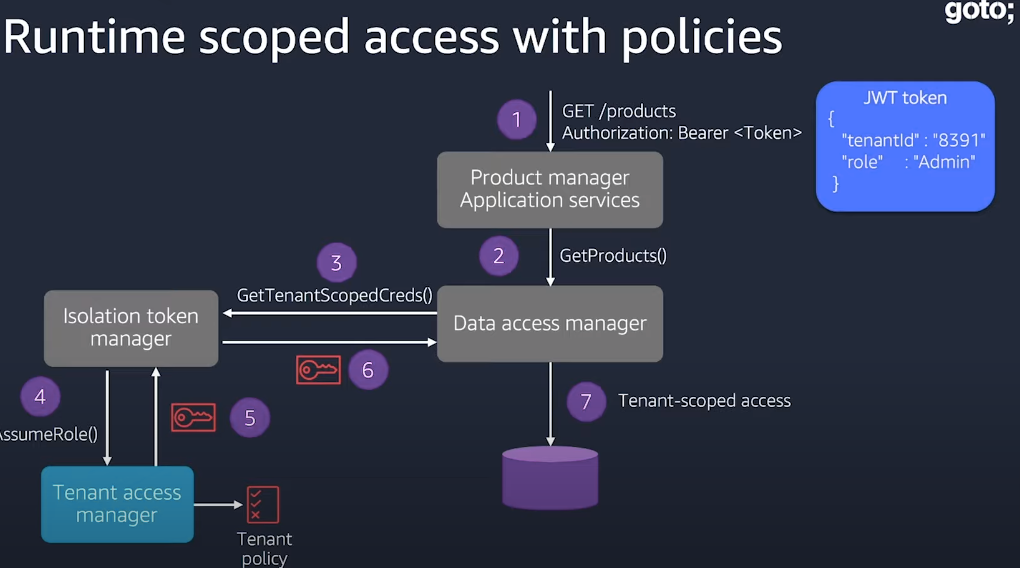 goto;
Runtime scoped access with policies
JWT token
{
"tenantId" : "8391"
"role" : "Admin"
}
1
GET /products
Authorization: Bearer <Token>
Product manager
Application services
2
GetProducts()
3
GetTenantScopedCreds()
Isolation token
manager
Data access manager
6
4
5
7
Tenant-scoped access
AssumeRole()
Tenant access
manager
Tenant
policy